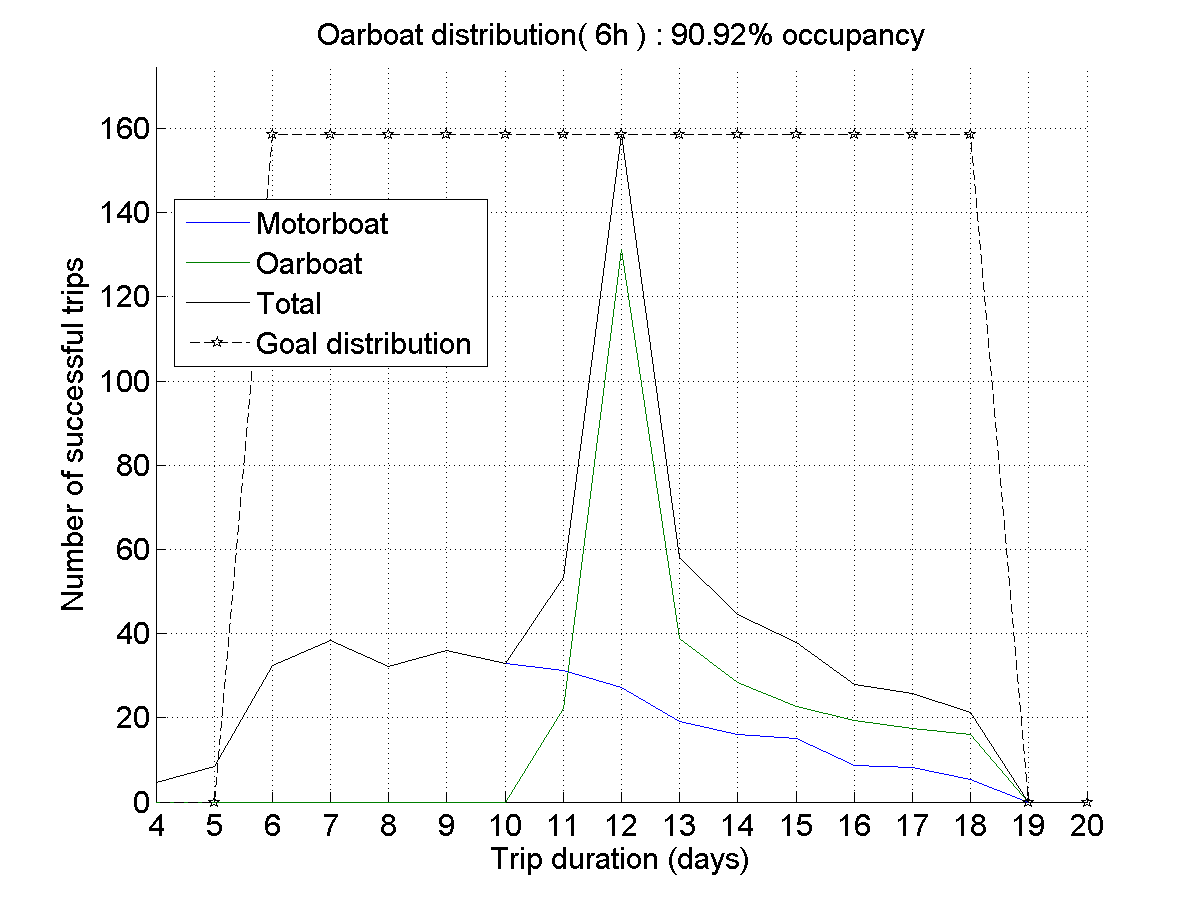 Oarboat distribution( 6h ) : 90.92% occupancy
160
140
120
100
80
60
40
20
0
Number of successful trips
Motorboat
Oarboat
Total
Goal distribution
4 5 6 7 8 9 10 11 12 13 14 15 16 17 18 19 20
Trip duration (days)